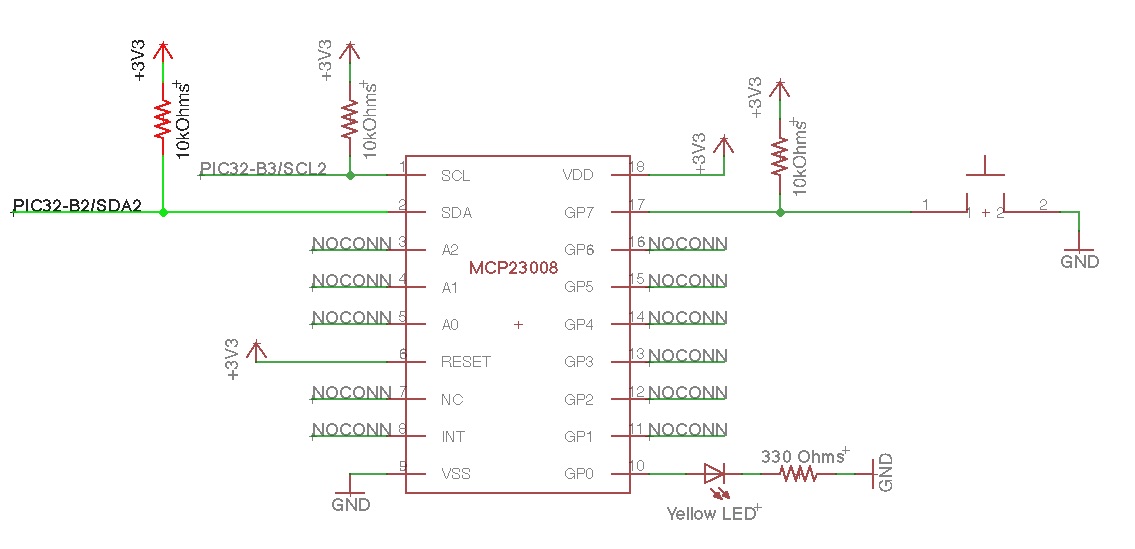 +3V3
10kOhms
+3V3
10kOhms
+3V3
+3V3
10kOhms
PIC32-B3/SCL2
1 SCL
VDD 18
PIC32-B2/SDA2
2 SDA
GP7 17
1
1 + 2
2
GND
NOCONN 3 A2
GP6 16 NOCONN
MCP23008
NOCONN 4 A1
GP5 15 NOCONN
NOCONN 5 A0
GP4 14 NOCONN
+3V3
6 RESET
GP3 13 NOCONN
NOCONN 7 NC
GP2 12 NOCONN
NOCONN 8 INT
GP1 11 NOCONN
9 VSS
GP0 10
330 Ohms
GND
GND
Yellow LED